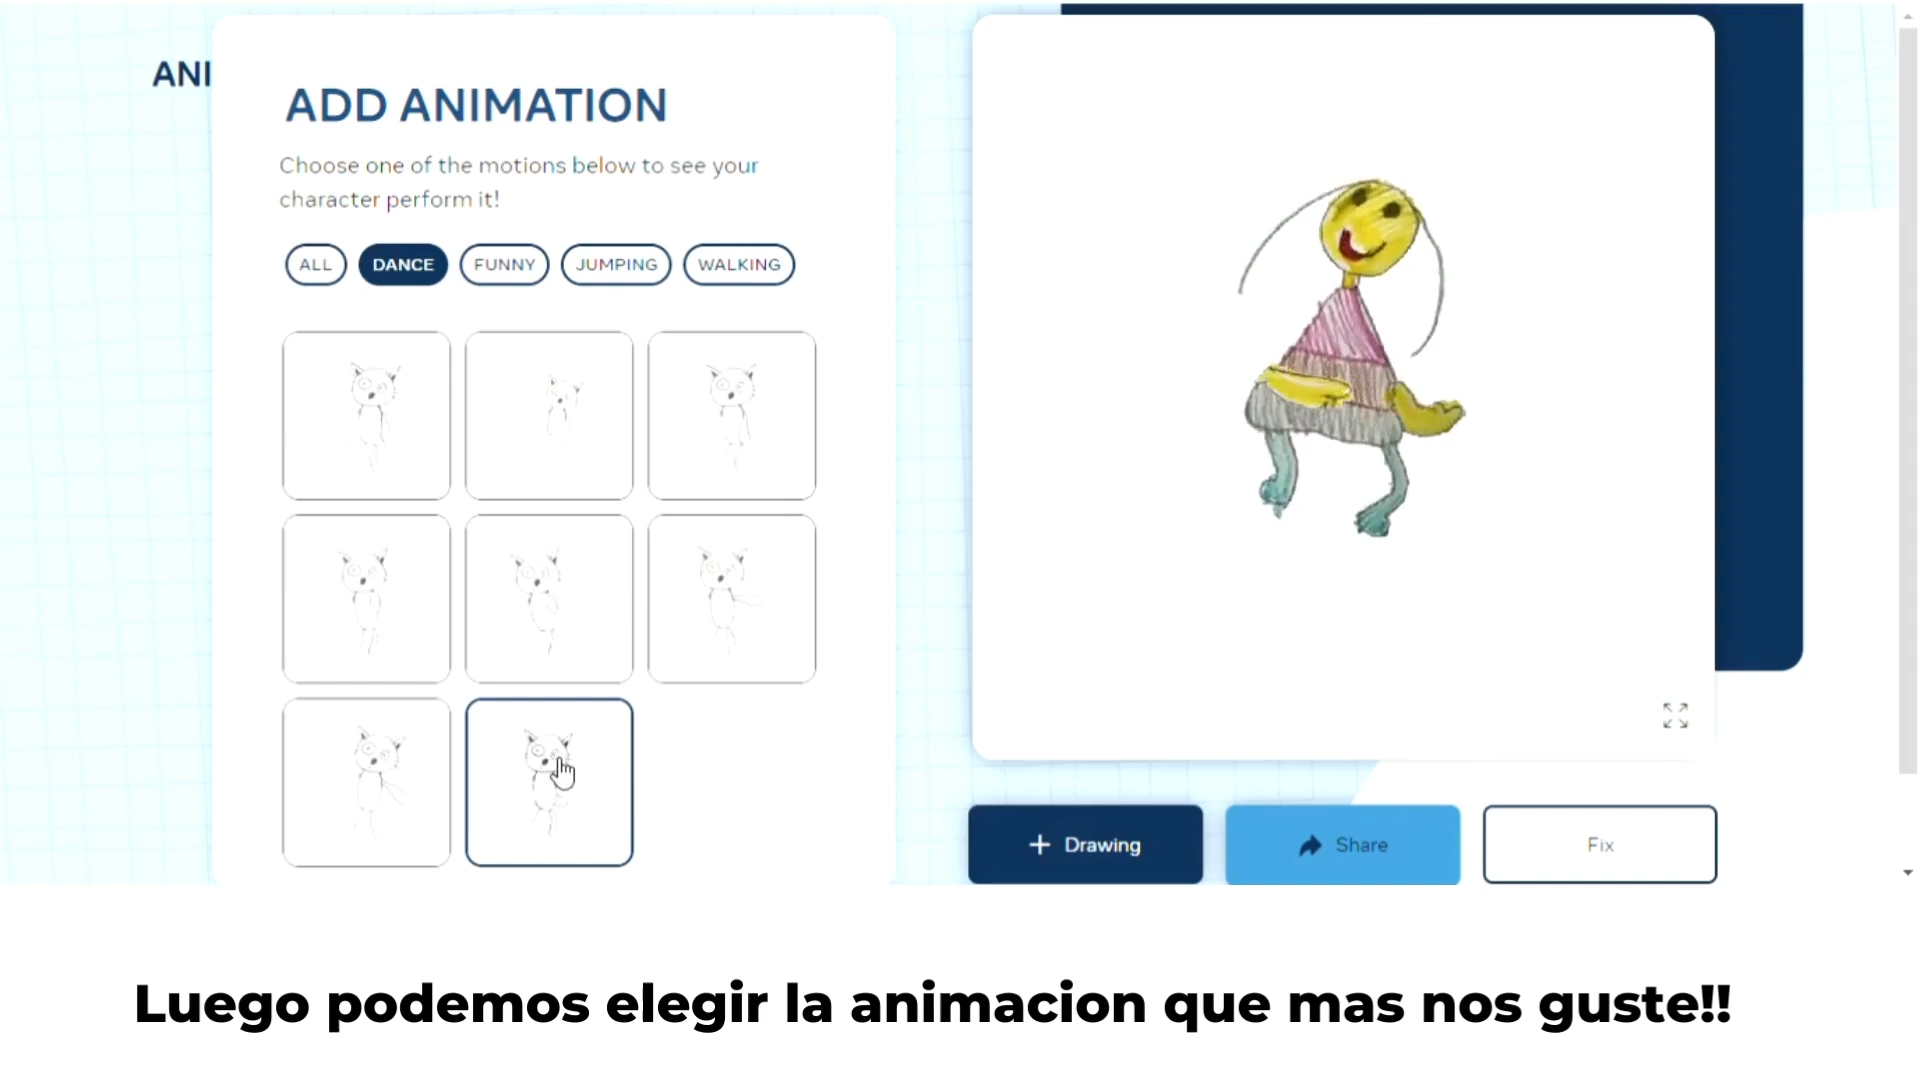 ANI
ADD ANIMATION
Choose one of the motions below to see your
character perform it!
ALL DANCE FUNNY JUMPING WALKING
+ Drawing Share Fix
Luego podemos elegir la animacion que mas nos guste!!